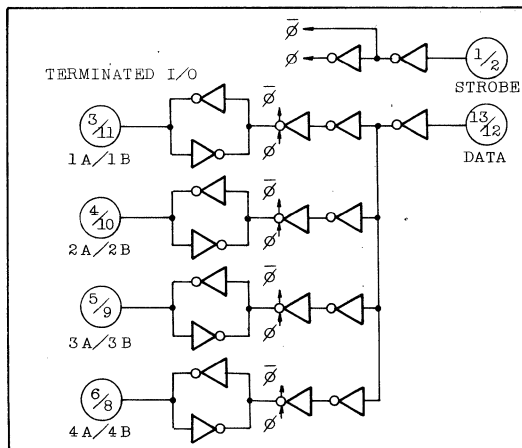 φ̄
φ
1/2
STROBE
TERMINATED I/O
3/11
1A/1B
φ̄
φ
13/12
DATA
4/10
2A/2B
φ̄
φ
5/9
3A/3B
φ̄
φ
6/8
4A/4B
φ̄
φ